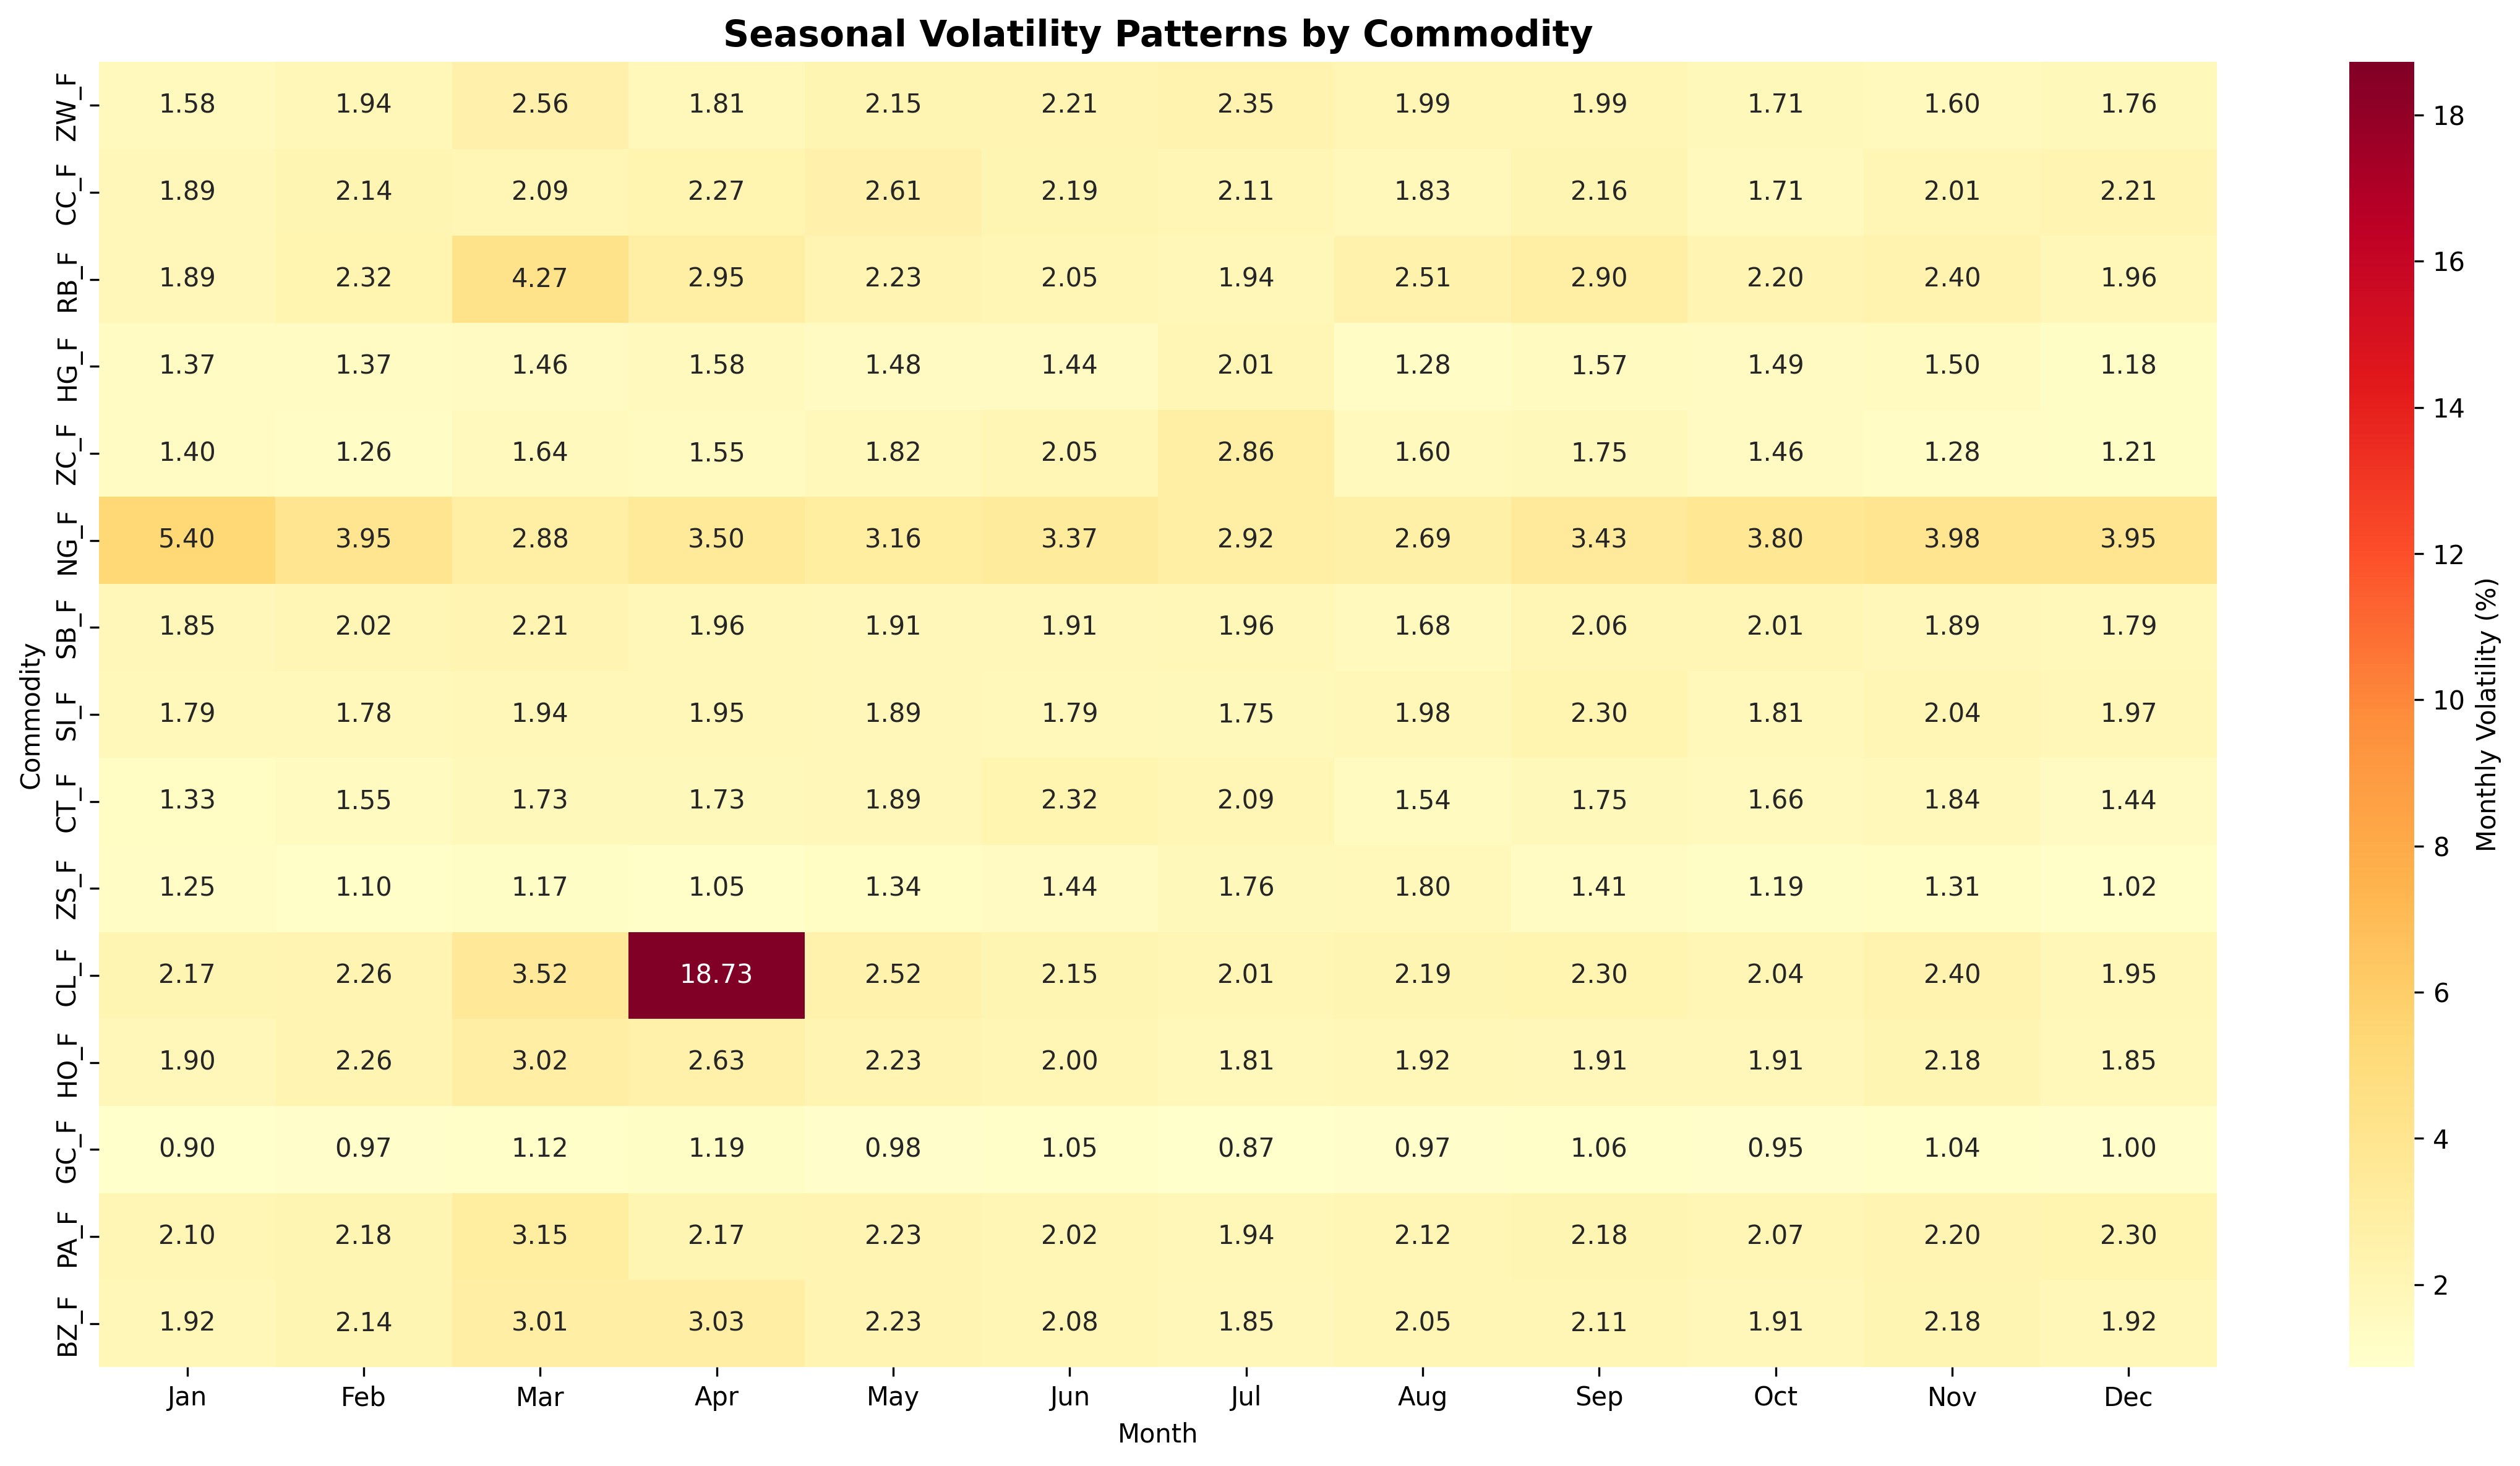 Seasonal Volatility Patterns by Commodity
Commodity
ZW_F 1.58 1.94 2.56 1.81 2.15 2.21 2.35 1.99 1.99 1.71 1.60 1.76
CC_F 1.89 2.14 2.09 2.27 2.61 2.19 2.11 1.83 2.16 1.71 2.01 2.21
RB_F 1.89 2.32 4.27 2.95 2.23 2.05 1.94 2.51 2.90 2.20 2.40 1.96
HG_F 1.37 1.37 1.46 1.58 1.48 1.44 2.01 1.28 1.57 1.49 1.50 1.18
ZC_F 1.40 1.26 1.64 1.55 1.82 2.05 2.86 1.60 1.75 1.46 1.28 1.21
NG_F 5.40 3.95 2.88 3.50 3.16 3.37 2.92 2.69 3.43 3.80 3.98 3.95
SB_F 1.85 2.02 2.21 1.96 1.91 1.91 1.96 1.68 2.06 2.01 1.89 1.79
SI_F 1.79 1.78 1.94 1.95 1.89 1.79 1.75 1.98 2.30 1.81 2.04 1.97
CT_F 1.33 1.55 1.73 1.73 1.89 2.32 2.09 1.54 1.75 1.66 1.84 1.44
ZS_F 1.25 1.10 1.17 1.05 1.34 1.44 1.76 1.80 1.41 1.19 1.31 1.02
CL_F 2.17 2.26 3.52 18.73 2.52 2.15 2.01 2.19 2.30 2.04 2.40 1.95
HO_F 1.90 2.26 3.02 2.63 2.23 2.00 1.81 1.92 1.91 1.91 2.18 1.85
GC_F 0.90 0.97 1.12 1.19 0.98 1.05 0.87 0.97 1.06 0.95 1.04 1.00
PA_F 2.10 2.18 3.15 2.17 2.23 2.02 1.94 2.12 2.18 2.07 2.20 2.30
BZ_F 1.92 2.14 3.01 3.03 2.23 2.08 1.85 2.05 2.11 1.91 2.18 1.92
Jan Feb Mar Apr May Jun Jul Aug Sep Oct Nov Dec
Month
18
16
14
12
10
8
6
4
2
Monthly Volatility (%)